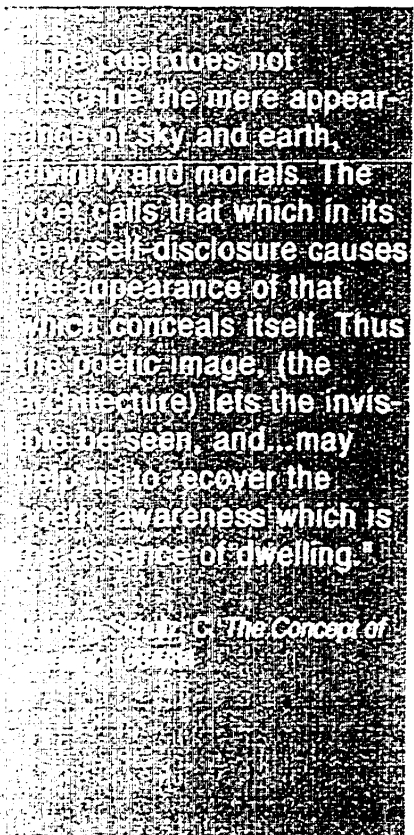 "The poet does not
describe the mere appear-
ance of sky and earth,
divinity and mortals. The
poet calls that which in its
very self-disclosure causes
the appearance of that
which conceals itself. Thus
the poetic image, (the
architecture) lets the invis-
ible be seen, and...may
help us to recover the
poetic awareness which is
the essence of dwelling."
Schulz, C. The Concept of